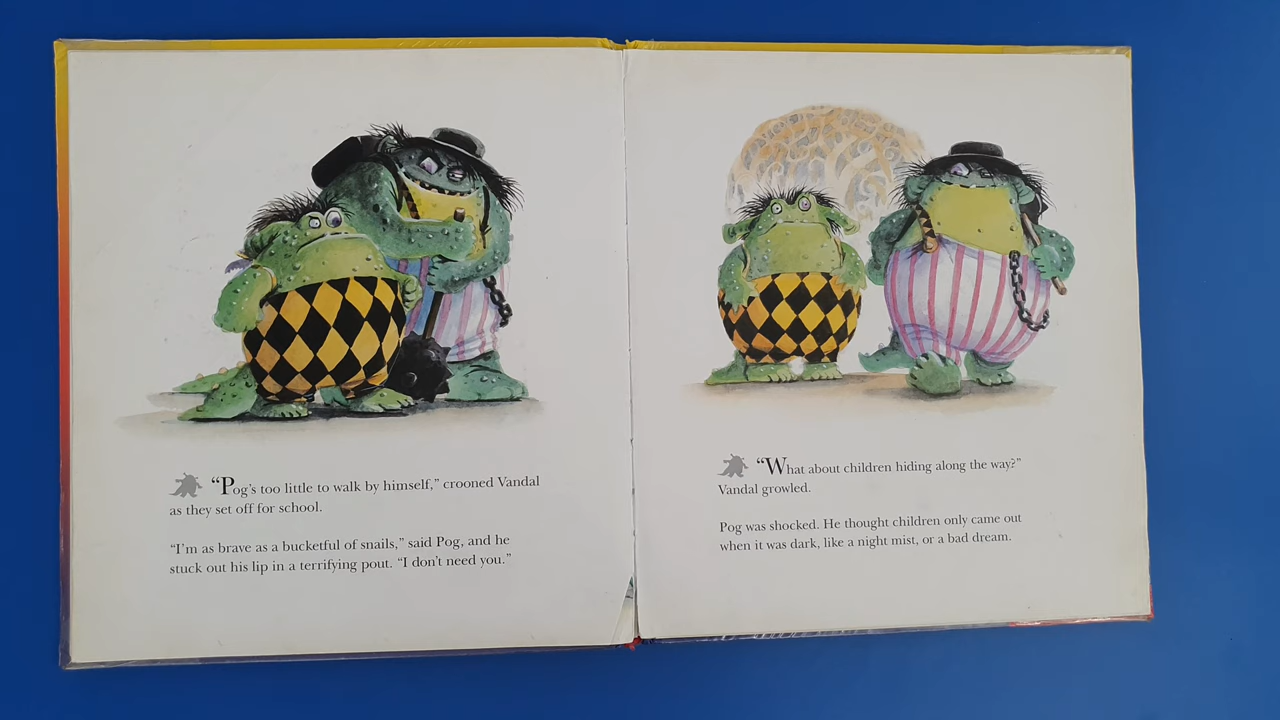 “Pog’s too little to walk by himself,” crooned Vandal
as they set off for school.
“I’m as brave as a bucketful of snails,” said Pog, and he
stuck out his lip in a terrifying pout. “I don’t need you.”
“What about children hiding along the way?”
Vandal growled.
Pog was shocked. He thought children only came out
when it was dark, like a night mist, or a bad dream.